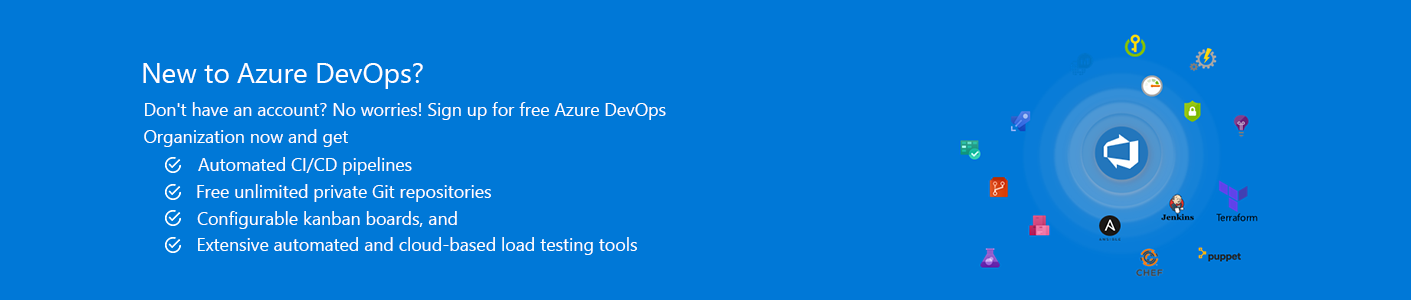 New to Azure DevOps?
Don't have an account? No worries! Sign up for free Azure DevOps
Organization now and get
Automated CI/CD pipelines
Free unlimited private Git repositories
Configurable kanban boards, and
Extensive automated and cloud-based load testing tools
Jenkins
Terraform
ANSIBLE
CHEF
puppet